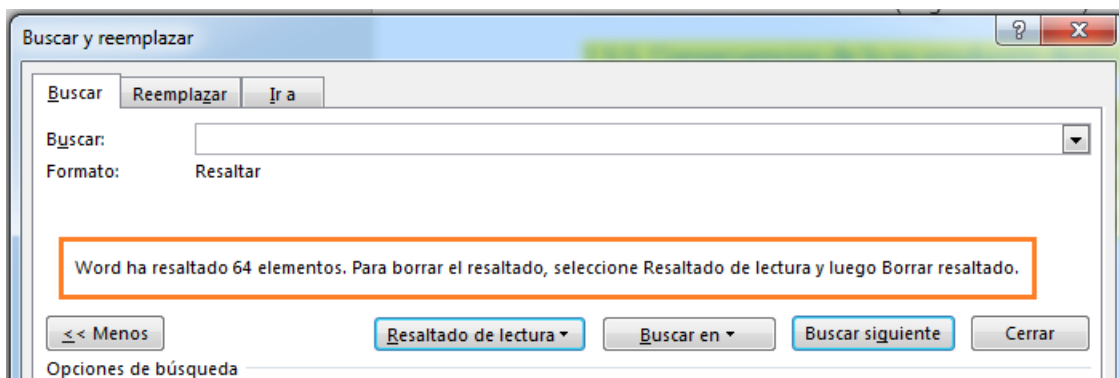 Buscar y reemplazar
Buscar Reemplazar Ir a
Buscar:
Formato: Resaltar
Word ha resaltado 64 elementos. Para borrar el resaltado, seleccione Resaltado de lectura y luego Borrar resaltado.
<< Menos Resaltado de lectura Buscar en Buscar siguiente Cerrar
Opciones de búsqueda